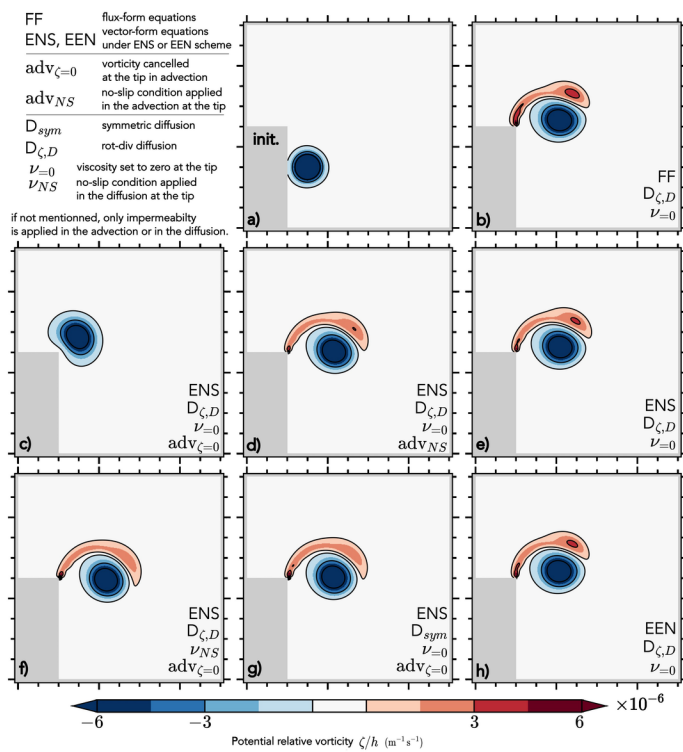 FF flux-form equations
ENS, EEN vector-form equations
under ENS or EEN scheme
adv_{ζ=0} vorticity cancelled
at the tip in advection
adv_{NS} no-slip condition applied
in the advection at the tip
D_{sym} symmetric diffusion
D_{ζ,D} rot-div diffusion
ν_{=0} viscosity set to zero at the tip
ν_{NS} no-slip condition applied
in the diffusion at the tip
if not mentionned, only impermeabilty
is applied in the advection or in the diffusion.
init.
a)
FF
D_{ζ,D}
ν_{=0}
b)
ENS
D_{ζ,D}
ν_{=0}
adv_{ζ=0}
c)
ENS
D_{ζ,D}
ν_{=0}
adv_{NS}
d)
ENS
D_{ζ,D}
ν_{=0}
e)
ENS
D_{ζ,D}
ν_{NS}
adv_{ζ=0}
f)
ENS
D_{sym}
ν_{=0}
adv_{ζ=0}
g)
EEN
D_{ζ,D}
ν_{=0}
h)
−6 −3 3 6 ×10^{−6}
Potential relative vorticity ζ/h (m^{−1} s^{−1})